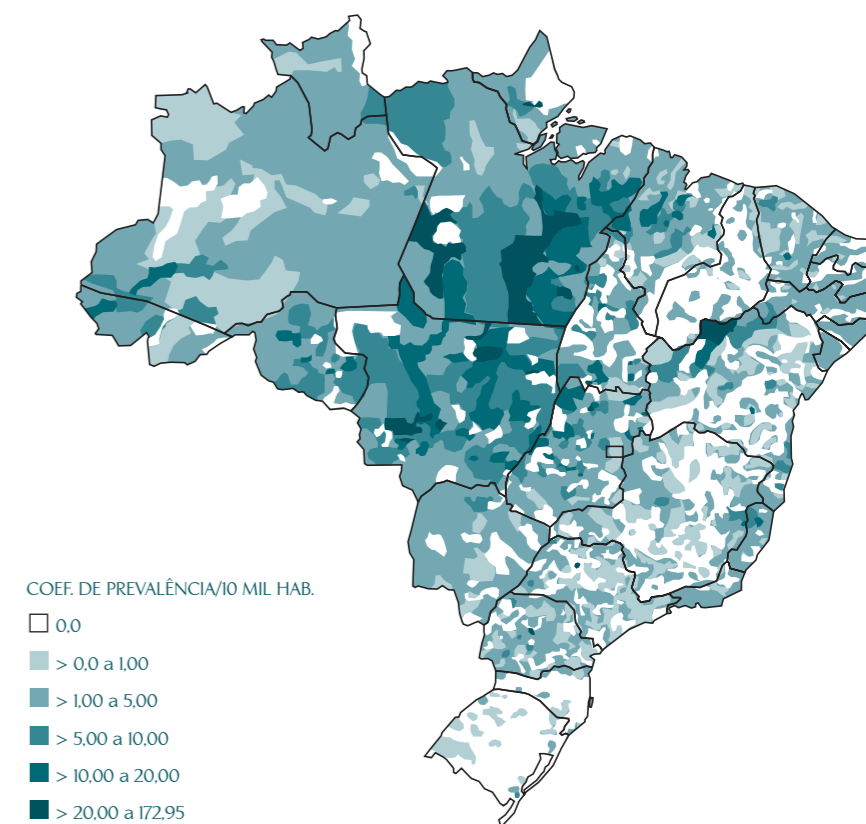 COEF. DE PREVALÊNCIA/10 MIL HAB.
0,0
> 0,0 a 1,00
> 1,00 a 5,00
> 5,00 a 10,00
> 10,00 a 20,00
> 20,00 a 172,95